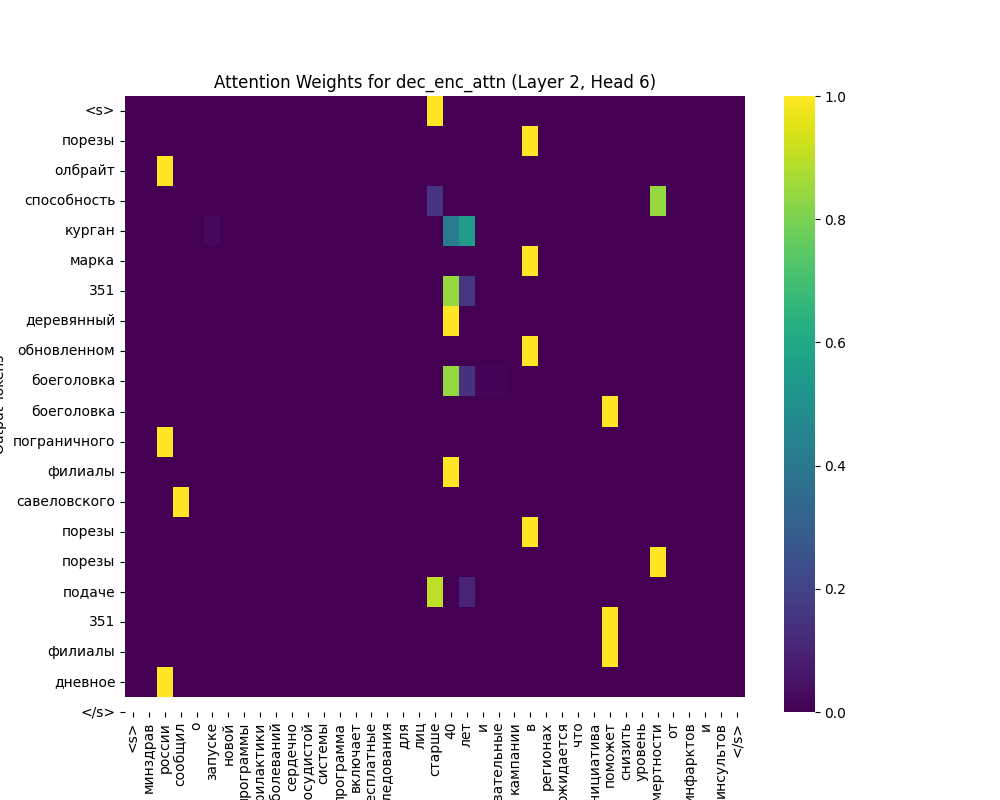 Attention Weights for dec_enc_attn (Layer 2, Head 6)
<s>
порезы
олбрайт
способность
курган
марка
351
деревянный
обновленном
боеголовка
боеголовка
пограничного
филиалы
савеловского
порезы
порезы
подаче
351
филиалы
дневное
</s>
<s>
минздрав
россии
сообщил
о
запуске
новой
сердечно
системы
включает
для
лиц
старше
40
лет
и
кампании
в
регионах
что
поможет
снизить
уровень
от
и
инсультов
</s>
1.0
0.8
0.6
0.4
0.2
0.0